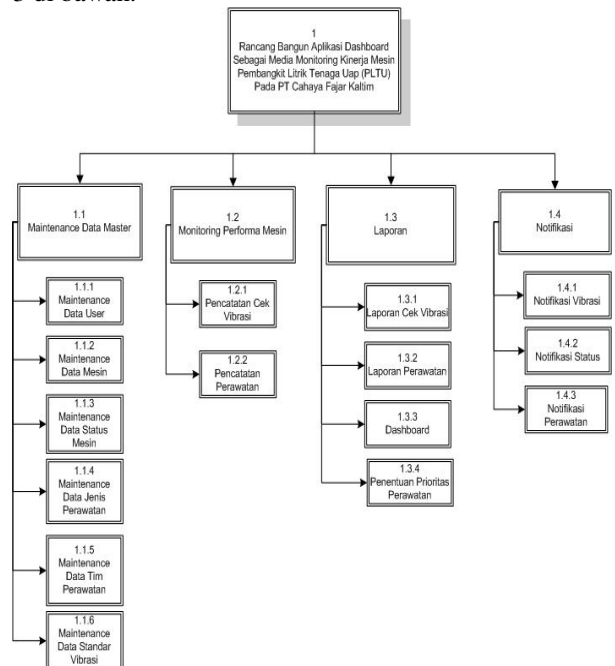 3 di bawah.
1
Rancang Bangun Aplikasi Dashboard
Sebagai Media Monitoring Kinerja Mesin
Pembangkit Litrik Tenaga Uap (PLTU)
Pada PT Cahaya Fajar Kaltim
1.1
Maintenance Data Master
1.2
Monitoring Performa Mesin
1.3
Laporan
1.4
Notifikasi
1.1.1
Maintenance
Data User
1.1.2
Maintenance
Data Mesin
1.1.3
Maintenance
Data Status
Mesin
1.1.4
Maintenance
Data Jenis
Perawatan
1.1.5
Maintenance
Data Tim
Perawatan
1.1.6
Maintenance
Data Standar
Vibrasi
1.2.1
Pencatatan Cek
Vibrasi
1.2.2
Pencatatan
Perawatan
1.3.1
Laporan Cek Vibrasi
1.3.2
Laporan Perawatan
1.3.3
Dashboard
1.3.4
Penentuan Prioritas
Perawatan
1.4.1
Notifikasi Vibrasi
1.4.2
Notifikasi Status
1.4.3
Notifikasi
Perawatan